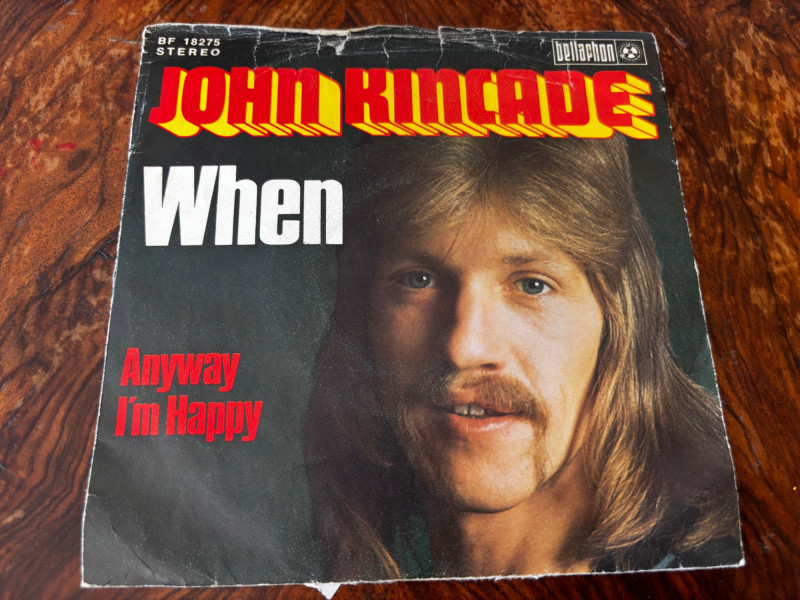 BF 18275
STEREO
bellaphon
JOHN KINCADE
When
Anyway
I'm Happy